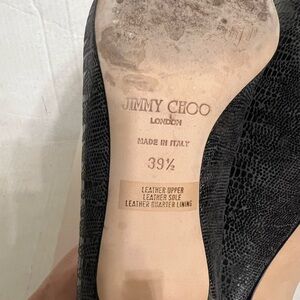 JIMMY CHOO
LONDON
MADE IN ITALY
39½
LEATHER UPPER
LEATHER SOLE
LEATHER QUARTER LINING